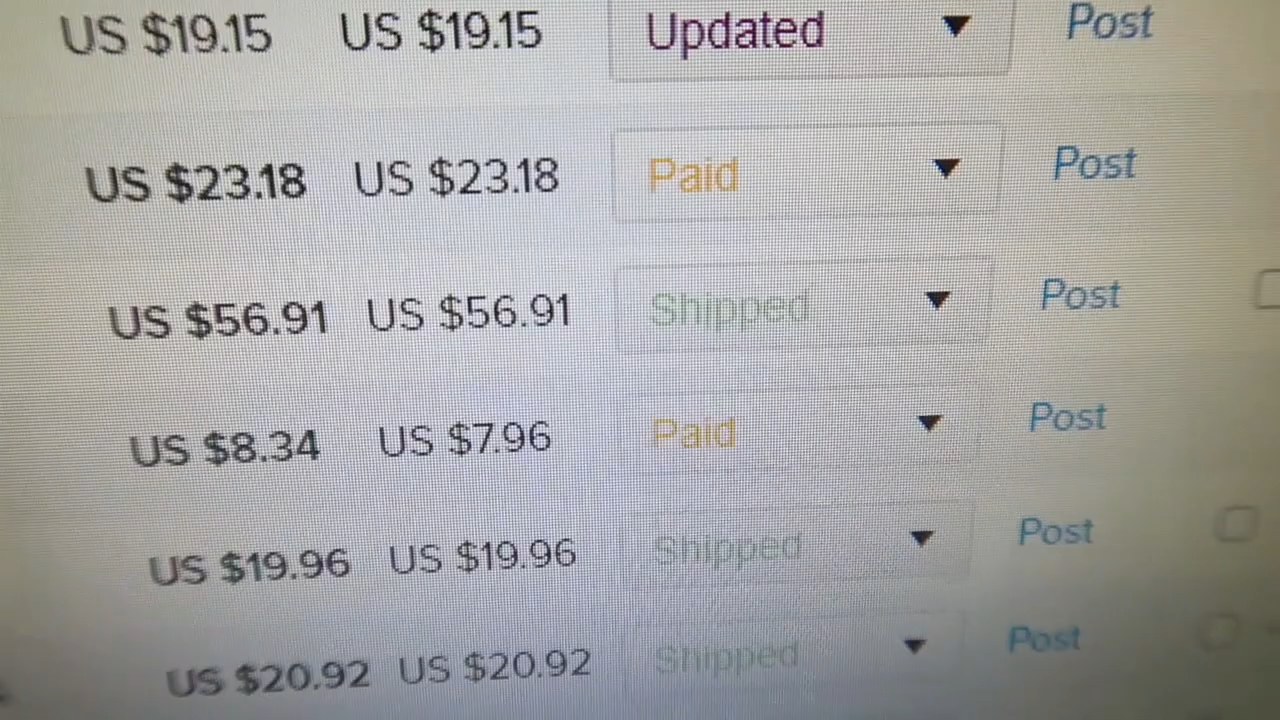 US $19.15 US $19.15 Updated Post
US $23.18 US $23.18 Paid Post
US $56.91 US $56.91 Shipped Post
US $8.34 US $7.96 Paid Post
US $19.96 US $19.96 Shipped Post
US $20.92 US $20.92 Shipped Post